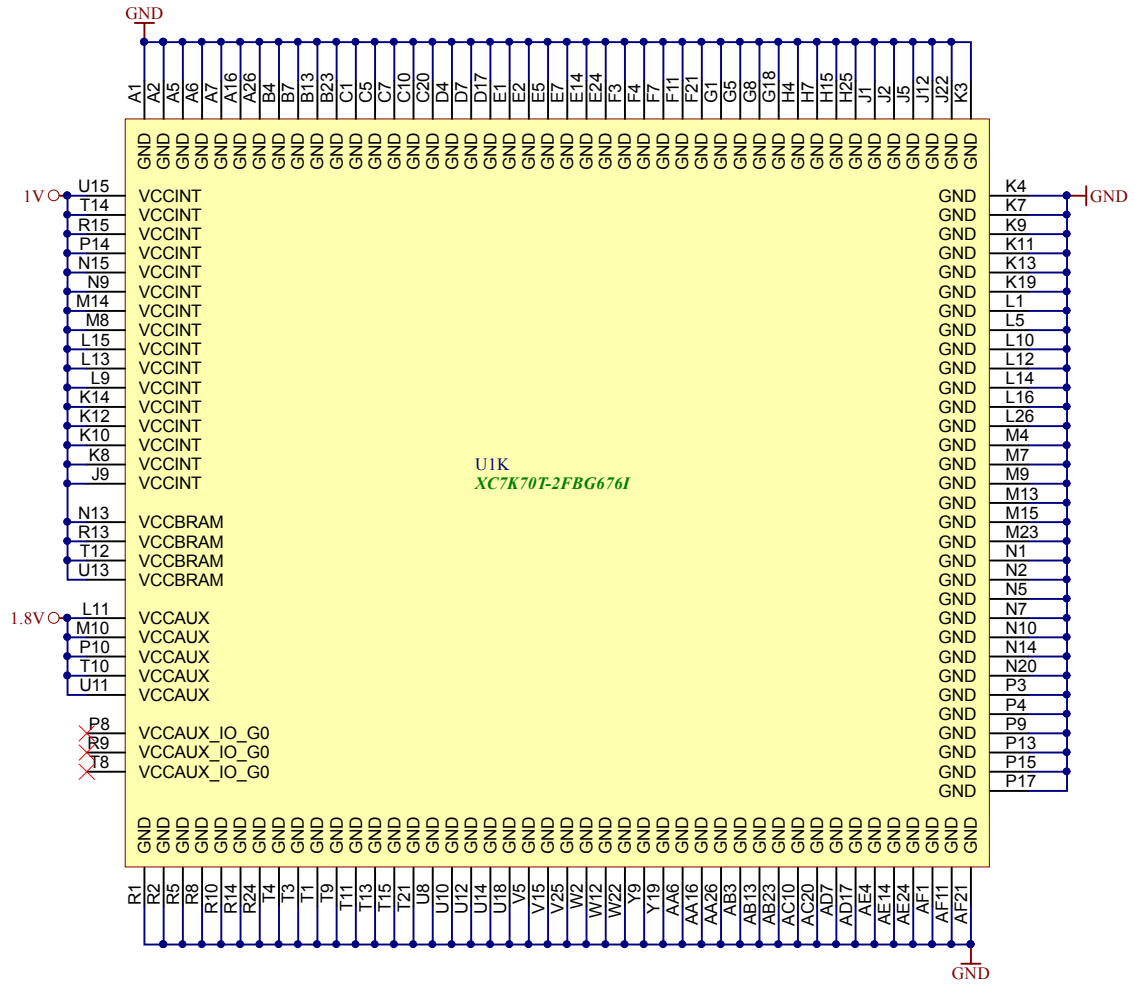 GND
A1 A2 A5 A6 A7 A16 A26 B4 B7 B13 B23 C1 C5 C7 C10 C20 D4 D7 D17 E1 E2 E5 E7 E14 E24 F3 F4 F7 F11 F21 G1 G5 G8 G18 H4 H7 H15 H25 J1 J2 J5 J12 J22 K3
GND GND GND GND GND GND GND GND GND GND GND GND GND GND GND GND GND GND GND GND GND GND GND GND GND GND GND GND GND GND GND GND GND GND GND GND GND GND GND GND GND GND GND GND
1V U15 VCCINT GND K4 GND
T14 VCCINT GND K7
R15 VCCINT GND K9
P14 VCCINT GND K11
N15 VCCINT GND K13
N9 VCCINT GND K19
M14 VCCINT GND L1
M8 VCCINT GND L5
L15 VCCINT GND L10
L13 VCCINT GND L12
L9 VCCINT GND L14
K14 VCCINT GND L16
K12 VCCINT GND L26
K10 VCCINT GND M4
K8 VCCINT U1K GND M7
J9 VCCINT XC7K70T-2FBG676I GND M9
GND M13
N13 VCCBRAM GND M15
R13 VCCBRAM GND M23
T12 VCCBRAM GND N1
U13 VCCBRAM GND N2
GND N5
1.8V L11 VCCAUX GND N7
M10 VCCAUX GND N10
P10 VCCAUX GND N14
T10 VCCAUX GND N20
U11 VCCAUX GND P3
GND P4
P8 VCCAUX_IO_G0 GND P9
R9 VCCAUX_IO_G0 GND P13
T8 VCCAUX_IO_G0 GND P15
GND P17
GND GND GND GND GND GND GND GND GND GND GND GND GND GND GND GND GND GND GND GND GND GND GND GND GND GND GND GND GND GND GND GND GND GND GND GND GND GND GND GND GND GND GND GND
R1 R2 R5 R8 R10 R14 R24 T4 T3 T1 T9 T11 T13 T15 T21 U8 U10 U12 U14 U18 V5 V15 V25 W2 W12 W22 Y9 Y19 AA6 AA16 AA26 AB3 AB13 AB23 AC10 AC20 AD7 AD17 AE4 AE14 AE24 AF1 AF11 AF21
GND